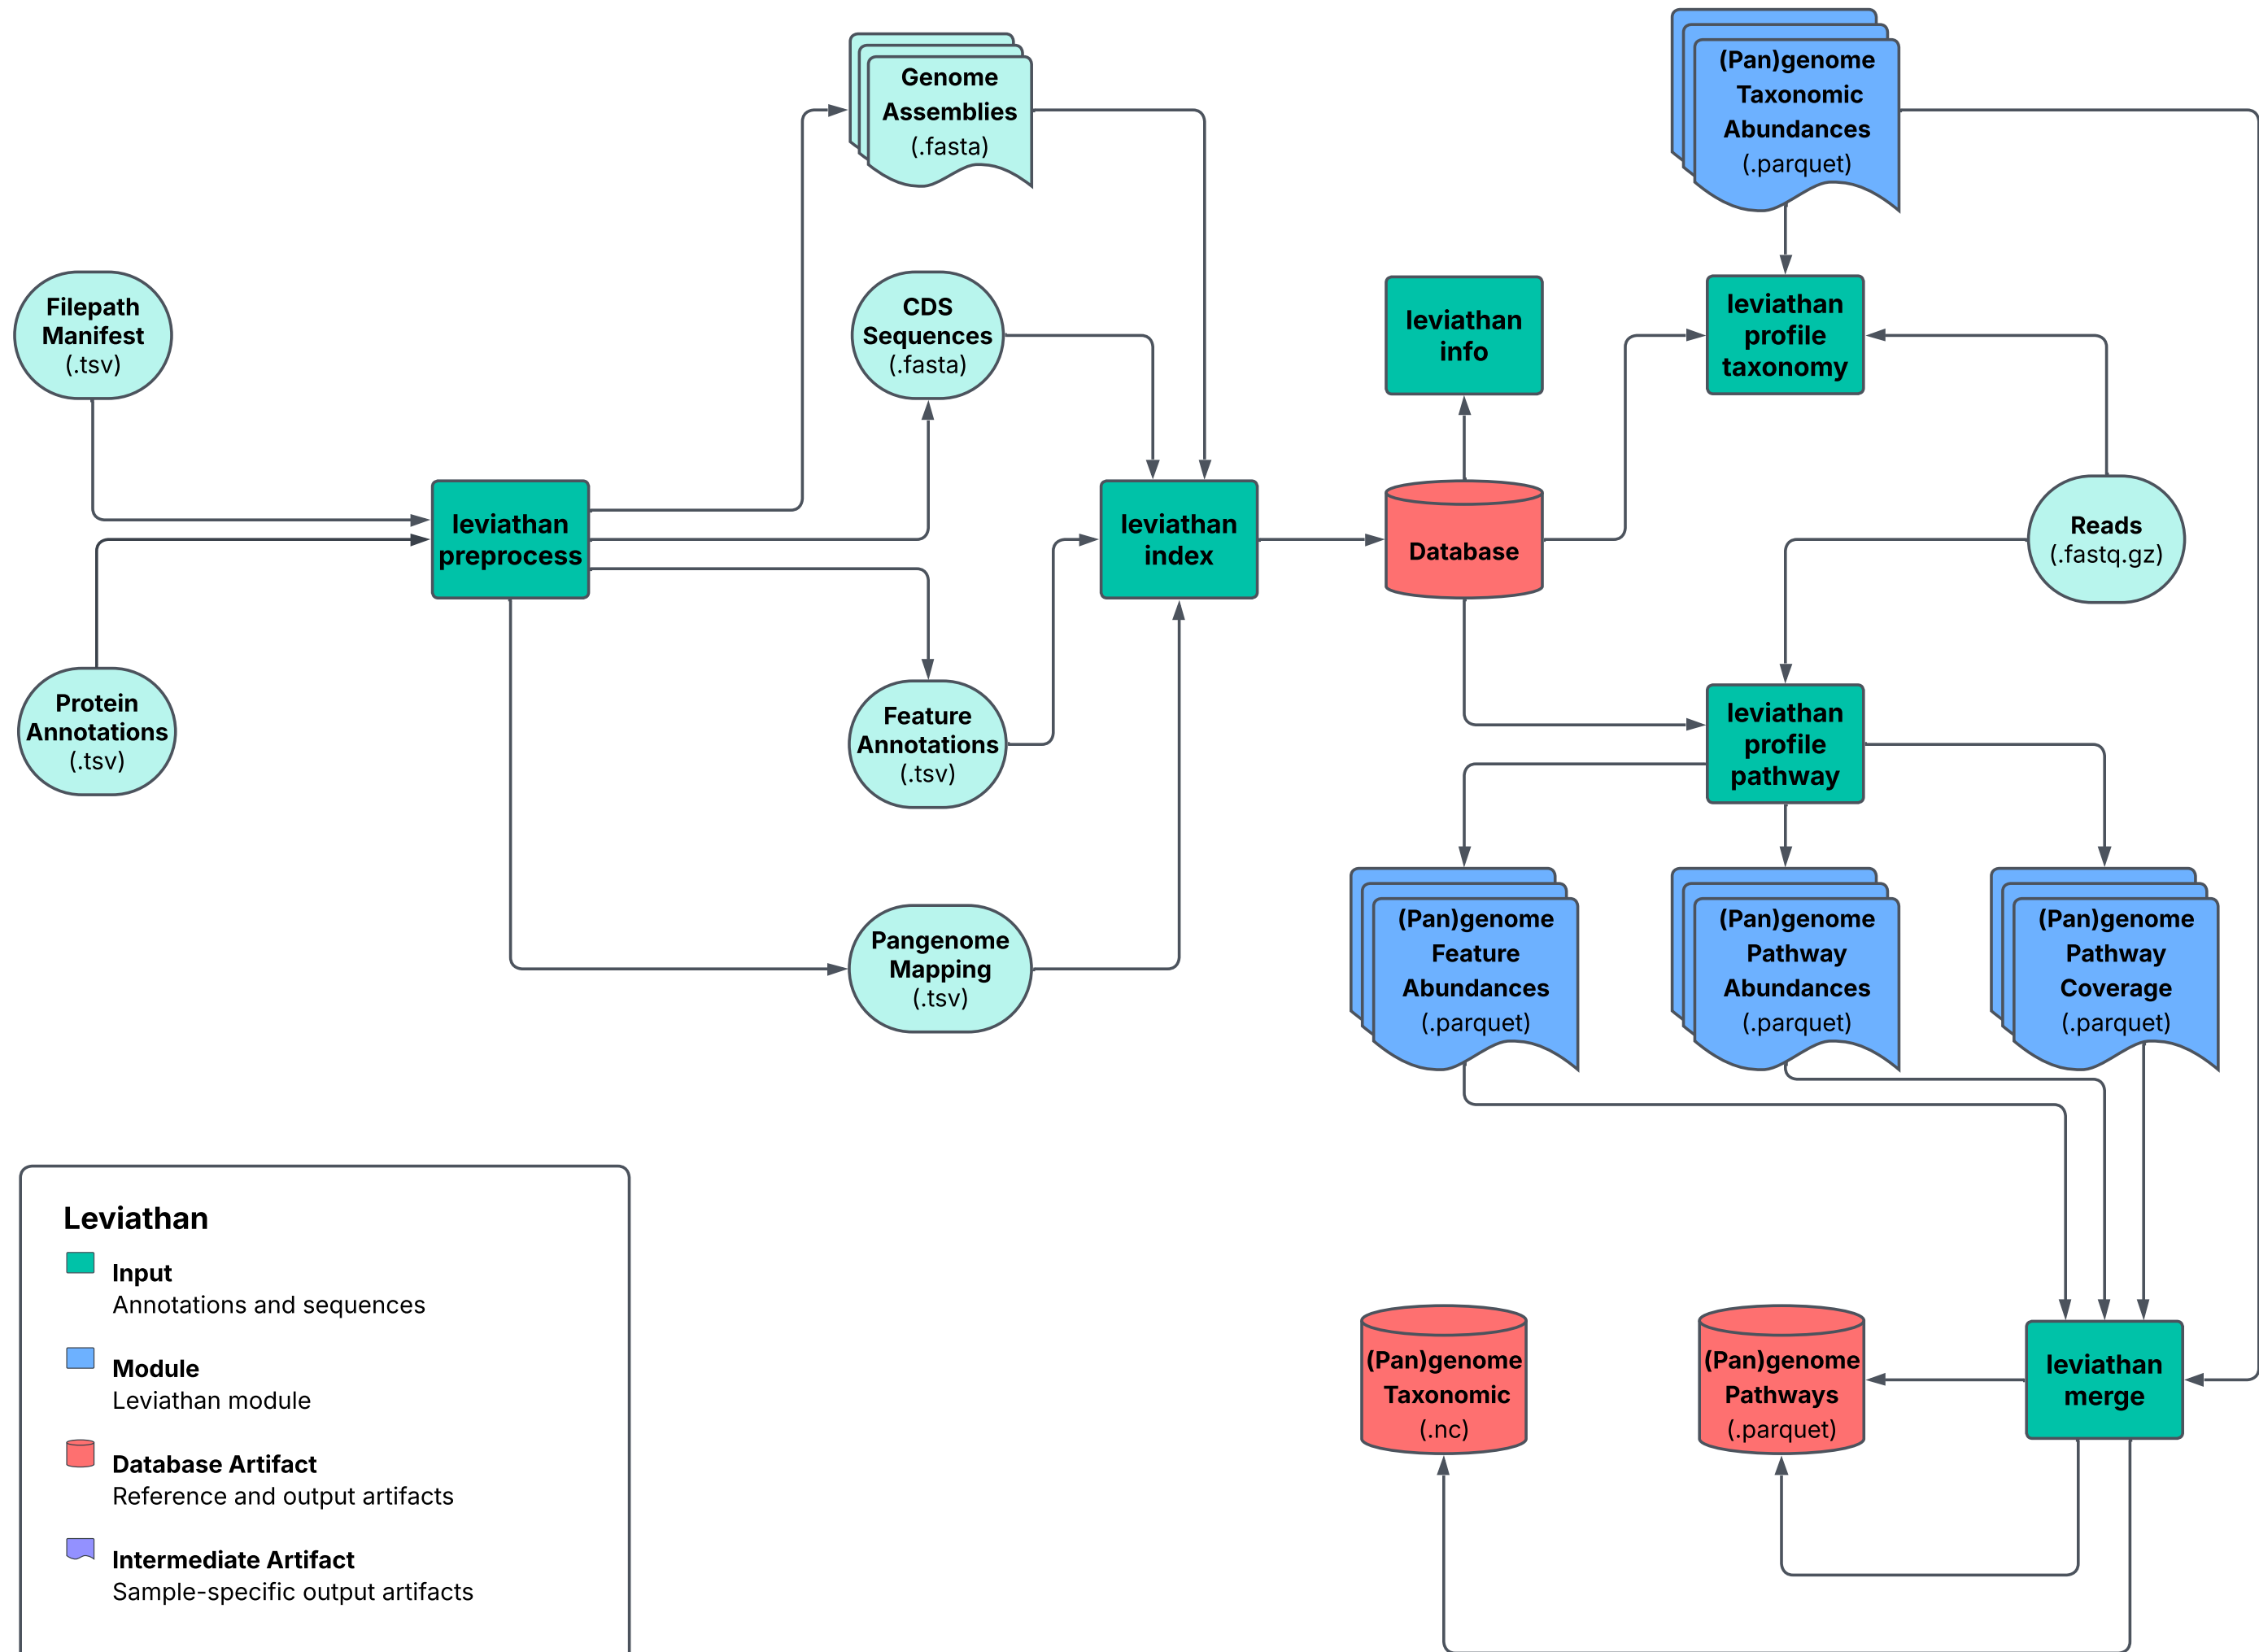 Genome
Assemblies
(.fasta)
(Pan)genome
Taxonomic
Abundances
(.parquet)
Filepath
Manifest
(.tsv)
CDS
Sequences
(.fasta)
leviathan
info
leviathan
profile
taxonomy
leviathan
preprocess
leviathan
index
Database
Reads
(.fastq.gz)
Protein
Annotations
(.tsv)
Feature
Annotations
(.tsv)
leviathan
profile
pathway
Pangenome
Mapping
(.tsv)
(Pan)genome
Feature
Abundances
(.parquet)
(Pan)genome
Pathway
Abundances
(.parquet)
(Pan)genome
Pathway
Coverage
(.parquet)
Leviathan
Input
Annotations and sequences
Module
Leviathan module
Database Artifact
Reference and output artifacts
Intermediate Artifact
Sample-specific output artifacts
(Pan)genome
Taxonomic
(.nc)
(Pan)genome
Pathways
(.parquet)
leviathan
merge